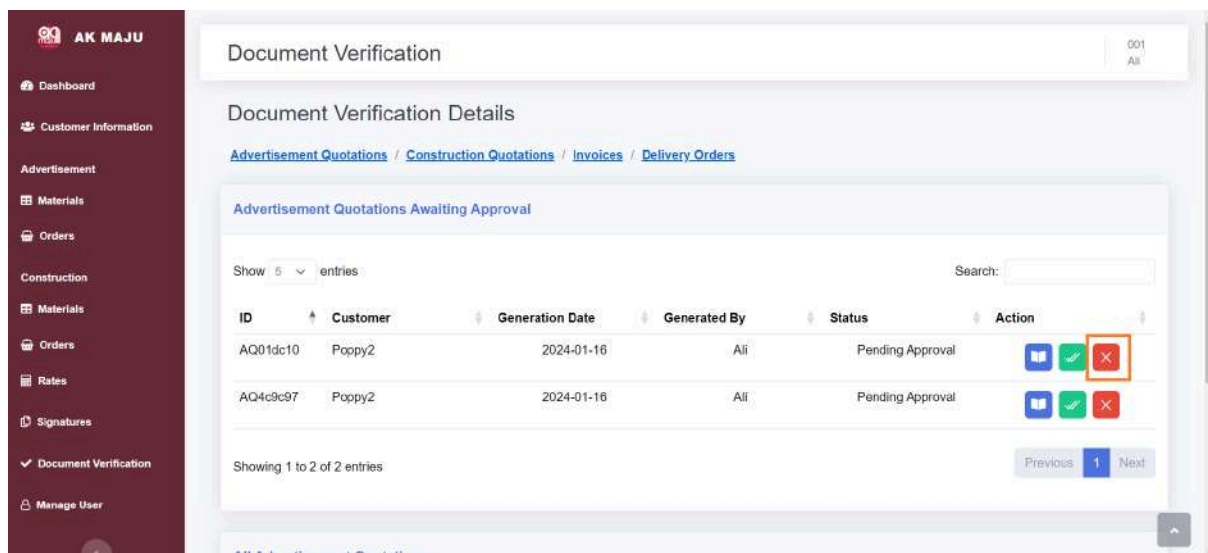 AK MAJU
Dashboard
Customer Information
Advertisement
Materials
Orders
Construction
Materials
Orders
Rates
Signatures
Document Verification
Manage User
Document Verification
001
Ali
Document Verification Details
Advertisement Quotations / Construction Quotations / Invoices / Delivery Orders
Advertisement Quotations Awaiting Approval
Show 5 entries
Search:
ID Customer Generation Date Generated By Status Action
AQ01dc10 Poppy2 2024-01-16 Ali Pending Approval
AQ4c9c97 Poppy2 2024-01-16 Ali Pending Approval
Showing 1 to 2 of 2 entries
Previous 1 Next